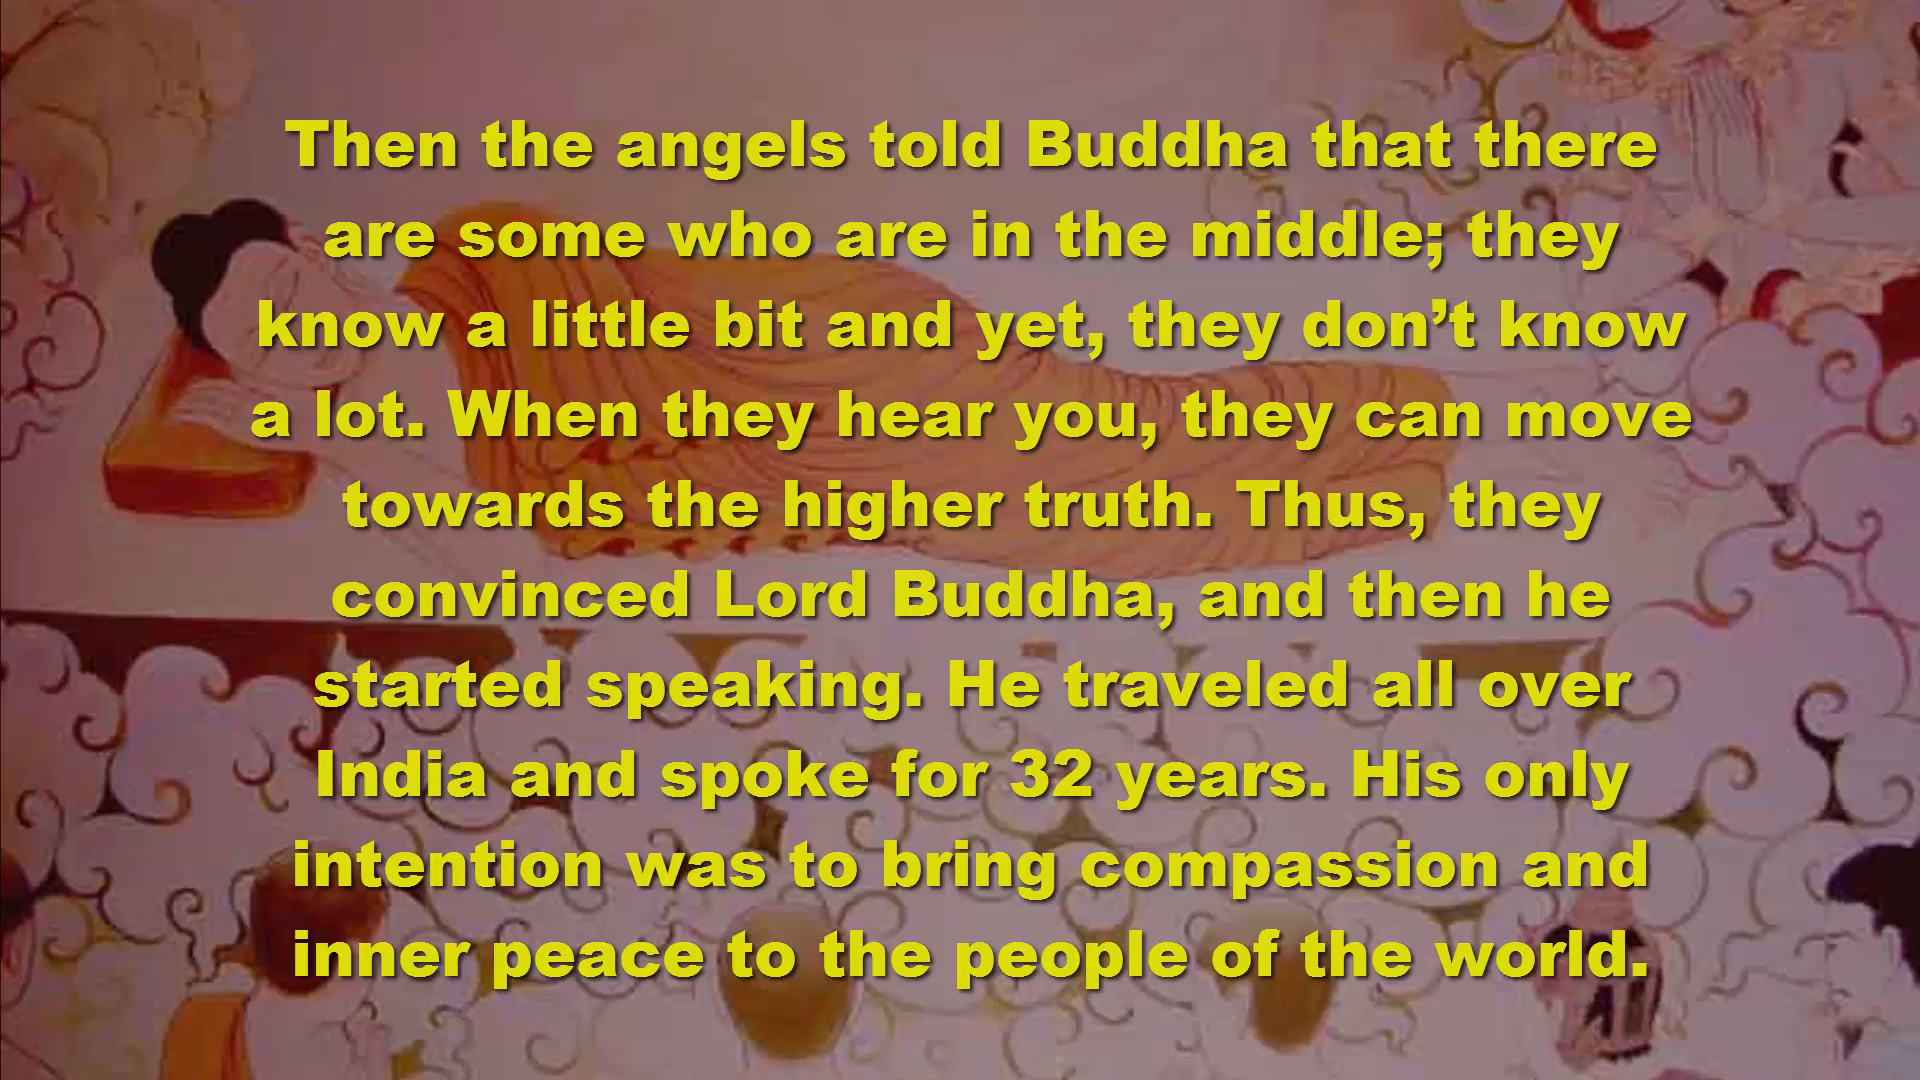 Then the angels told Buddha that there
are some who are in the middle; they
know a little bit and yet, they don’t know
a lot. When they hear you, they can move
towards the higher truth. Thus, they
convinced Lord Buddha, and then he
started speaking. He traveled all over
India and spoke for 32 years. His only
intention was to bring compassion and
inner peace to the people of the world.